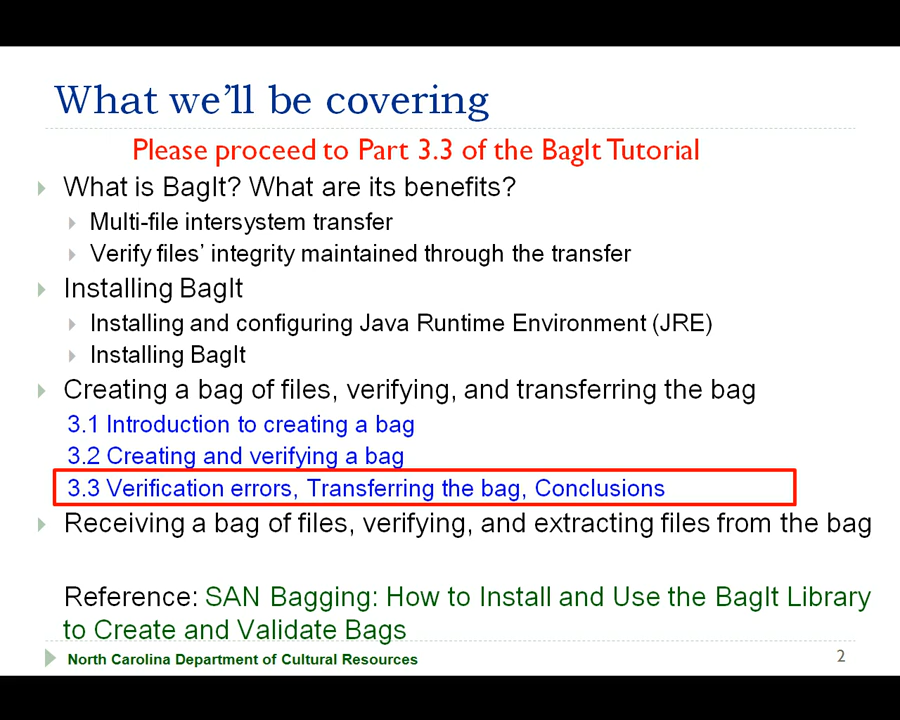 What we'll be covering
Please proceed to Part 3.3 of the BagIt Tutorial
What is BagIt? What are its benefits?
Multi-file intersystem transfer
Verify files' integrity maintained through the transfer
Installing BagIt
Installing and configuring Java Runtime Environment (JRE)
Installing BagIt
Creating a bag of files, verifying, and transferring the bag
3.1 Introduction to creating a bag
3.2 Creating and verifying a bag
3.3 Verification errors, Transferring the bag, Conclusions
Receiving a bag of files, verifying, and extracting files from the bag
Reference: SAN Bagging: How to Install and Use the BagIt Library
to Create and Validate Bags
North Carolina Department of Cultural Resources
2